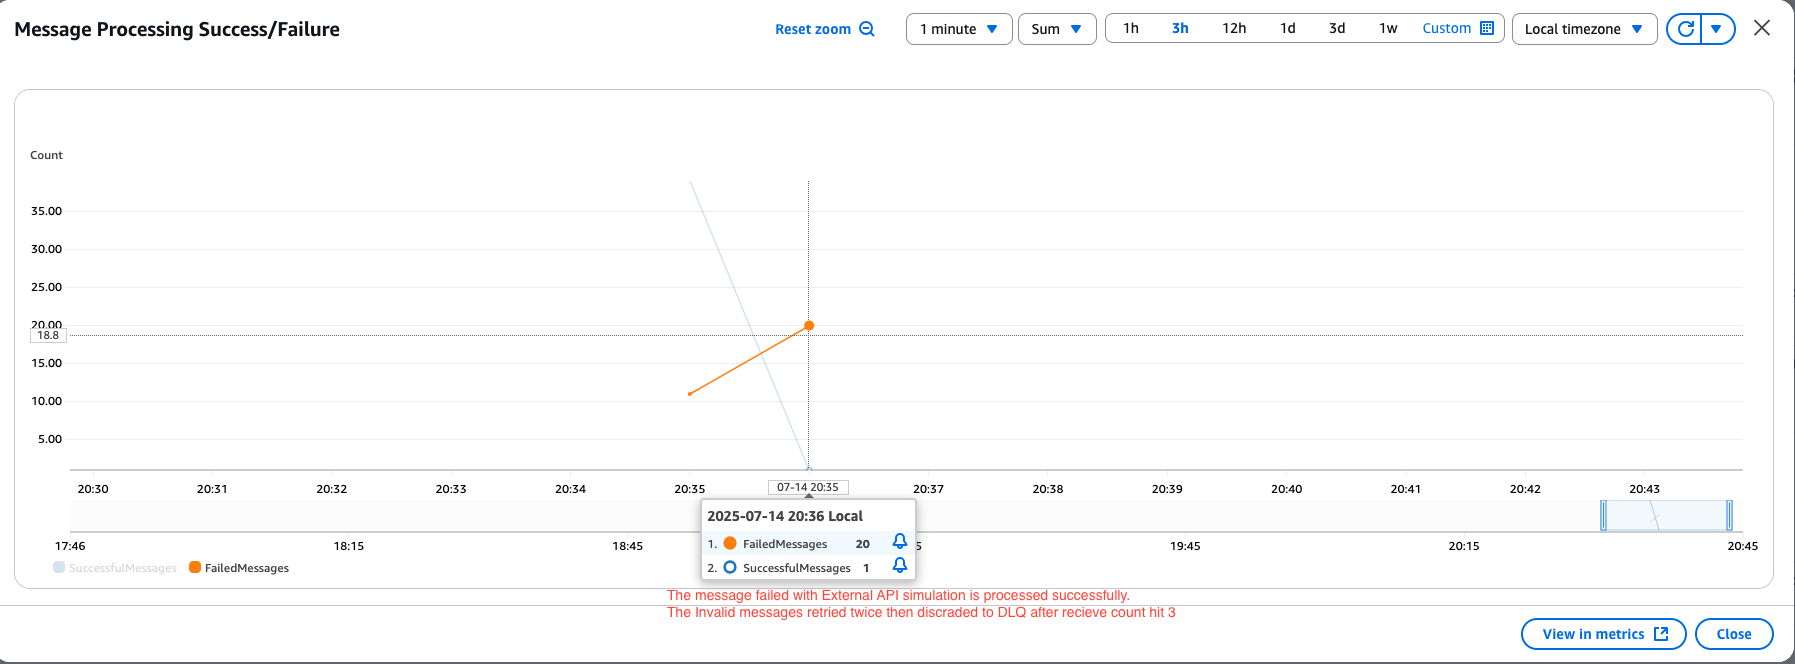 Message Processing Success/Failure
Reset zoom
1 minute
Sum
1h 3h 12h 1d 3d 1w Custom
Local timezone
Count
35.00
30.00
25.00
20.00
18.8
15.00
10.00
5.00
20:30 20:31 20:32 20:33 20:34 20:35 07-14 20:35 20:37 20:38 20:39 20:40 20:41 20:42 20:43
2025-07-14 20:36 Local
1. FailedMessages 20
2. SuccessfulMessages 1
17:46 18:15 18:45 5 19:45 20:15 20:45
SuccessfulMessages FailedMessages
The message failed with External API simulation is processed successfully.
The Invalid messages retried twice then discraded to DLQ after recieve count hit 3
View in metrics
Close